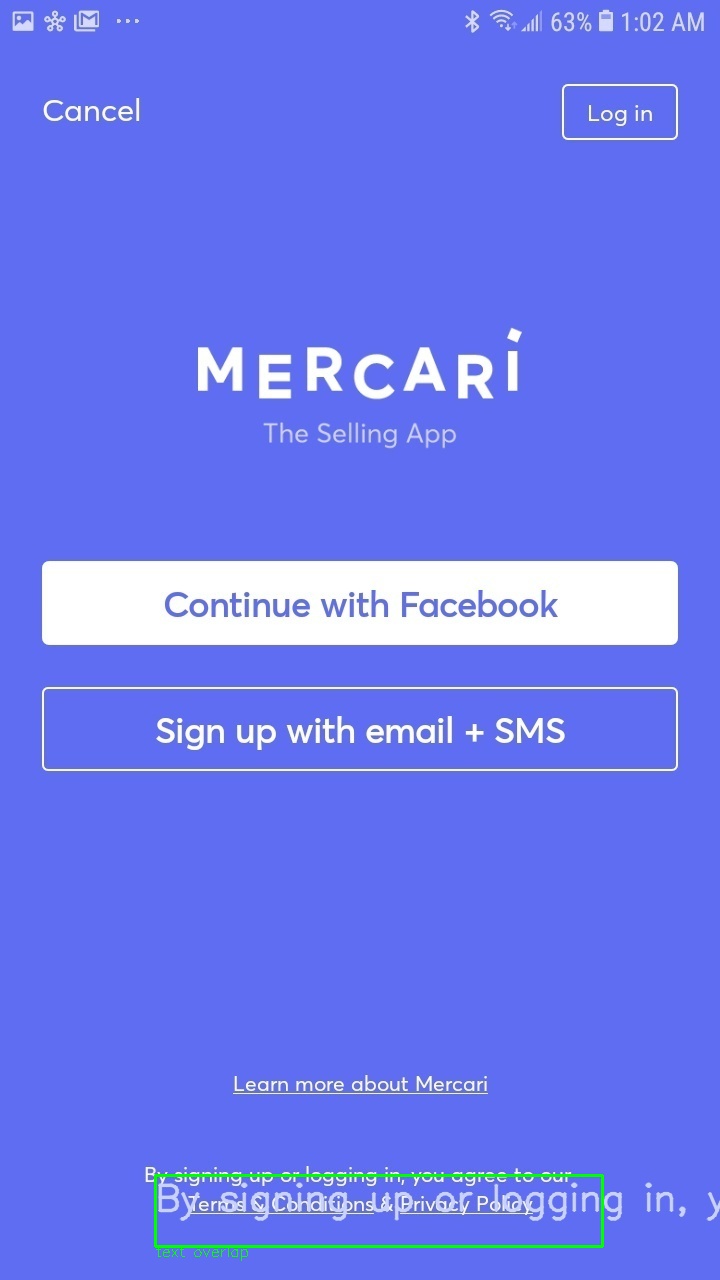 63% 1:02 AM
Cancel
Log in
MERCARI
The Selling App
Continue with Facebook
Sign up with email + SMS
Learn more about Mercari
By signing up or logging in, you agree to our
By signing up or logging in, y
Terms & Conditions & Privacy Policy.
text_overlap